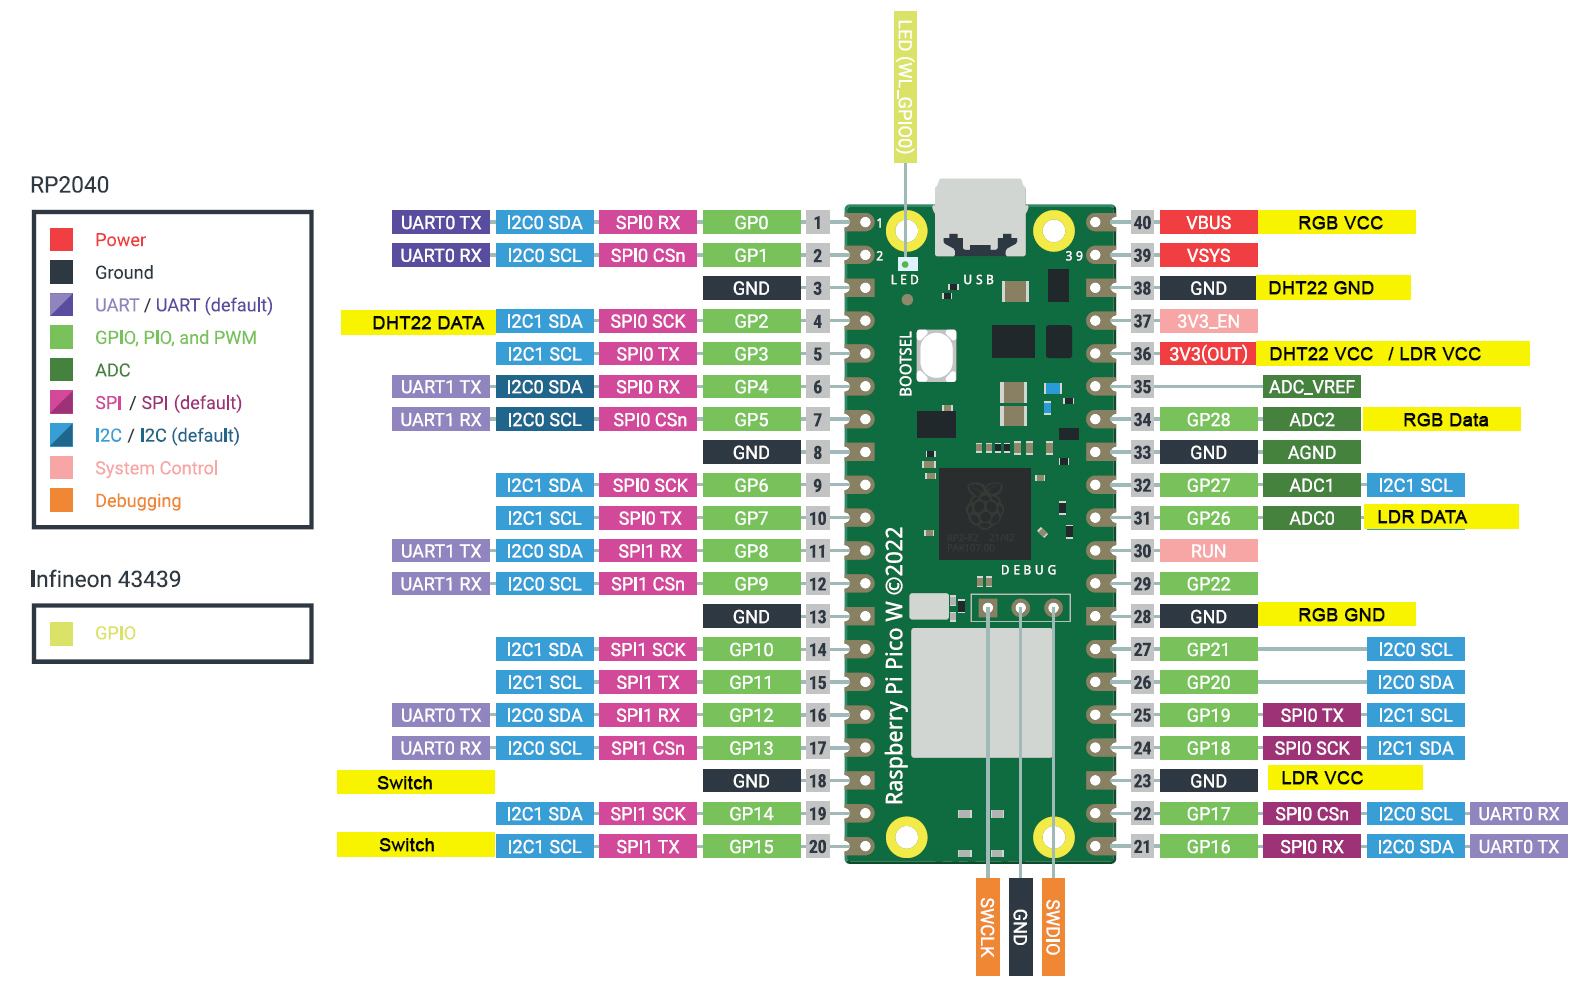 LED (WL_GPIO0)
RP2040
Power
Ground
UART / UART (default)
GPIO, PIO, and PWM
ADC
SPI / SPI (default)
I2C / I2C (default)
System Control
Debugging
Infineon 43439
GPIO
UART0 TX I2C0 SDA SPI0 RX GP0 1
UART0 RX I2C0 SCL SPI0 CSn GP1 2
GND 3
DHT22 DATA I2C1 SDA SPI0 SCK GP2 4
I2C1 SCL SPI0 TX GP3 5
UART1 TX I2C0 SDA SPI0 RX GP4 6
UART1 RX I2C0 SCL SPI0 CSn GP5 7
GND 8
I2C1 SDA SPI0 SCK GP6 9
I2C1 SCL SPI0 TX GP7 10
UART1 TX I2C0 SDA SPI1 RX GP8 11
UART1 RX I2C0 SCL SPI1 CSn GP9 12
GND 13
I2C1 SDA SPI1 SCK GP10 14
I2C1 SCL SPI1 TX GP11 15
UART0 TX I2C0 SDA SPI1 RX GP12 16
UART0 RX I2C0 SCL SPI1 CSn GP13 17
Switch GND 18
I2C1 SDA SPI1 SCK GP14 19
Switch I2C1 SCL SPI1 TX GP15 20
1
2
39
LED
USB
BOOTSEL
DEBUG
Raspberry Pi Pico W ©2022
40 VBUS RGB VCC
39 VSYS
38 GND DHT22 GND
37 3V3_EN
36 3V3(OUT) DHT22 VCC / LDR VCC
35 ADC_VREF
34 GP28 ADC2 RGB Data
33 GND AGND
32 GP27 ADC1 I2C1 SCL
31 GP26 ADC0 LDR DATA
30 RUN
29 GP22
28 GND RGB GND
27 GP21 I2C0 SCL
26 GP20 I2C0 SDA
25 GP19 SPI0 TX I2C1 SCL
24 GP18 SPI0 SCK I2C1 SDA
23 GND LDR VCC
22 GP17 SPI0 CSn I2C0 SCL UART0 RX
21 GP16 SPI0 RX I2C0 SDA UART0 TX
SWCLK
GND
SWDIO